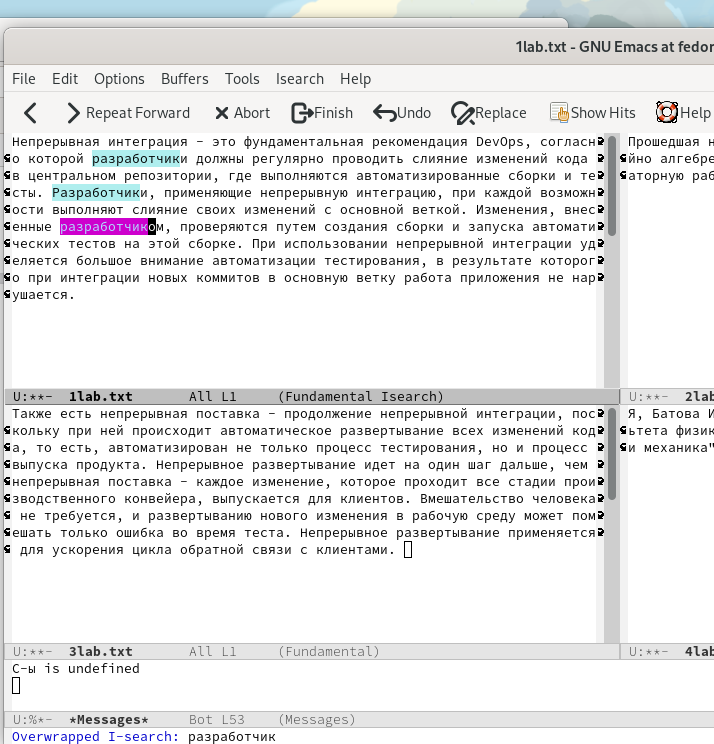 1lab.txt - GNU Emacs at fedor
File Edit Options Buffers Tools Isearch Help
Repeat Forward Abort Finish Undo Replace Show Hits Help
Непрерывная интеграция - это фундаментальная рекомендация DevOps, согласн
о которой разработчики должны регулярно проводить слияние изменений кода
в центральном репозитории, где выполняются автоматизированные сборки и те
сты. Разработчики, применяющие непрерывную интеграцию, при каждой возможн
ости выполняют слияние своих изменений с основной веткой. Изменения, внес
енные разработчиком, проверяются путем создания сборки и запуска автомати
ческих тестов на этой сборке. При использовании непрерывной интеграции уд
еляется большое внимание автоматизации тестирования, в результате которог
о при интеграции новых коммитов в основную ветку работа приложения не нар
ушается.
Прошедшая н
йно алгебре
аторную раб
U:**- 1lab.txt All L1 (Fundamental Isearch)
U:**- 2lab
Также есть непрерывная поставка - продолжение непрерывной интеграции, пос
кольку при ней происходит автоматическое развертывание всех изменений код
а, то есть, автоматизирован не только процесс тестирования, но и процесс
выпуска продукта. Непрерывное развертывание идет на один шаг дальше, чем
непрерывная поставка - каждое изменение, которое проходит все стадии прои
зводственного конвейера, выпускается для клиентов. Вмешательство человека
не требуется, и развертыванию нового изменения в рабочую среду может пом
ешать только ошибка во время теста. Непрерывное развертывание применяется
для ускорения цикла обратной связи с клиентами.
Я, Батова И
ьтета физик
и механика"
U:**- 3lab.txt All L1 (Fundamental)
U:**- 4lab
C-ы is undefined
U:%*- *Messages* Bot L53 (Messages)
Overwrapped I-search: разработчик